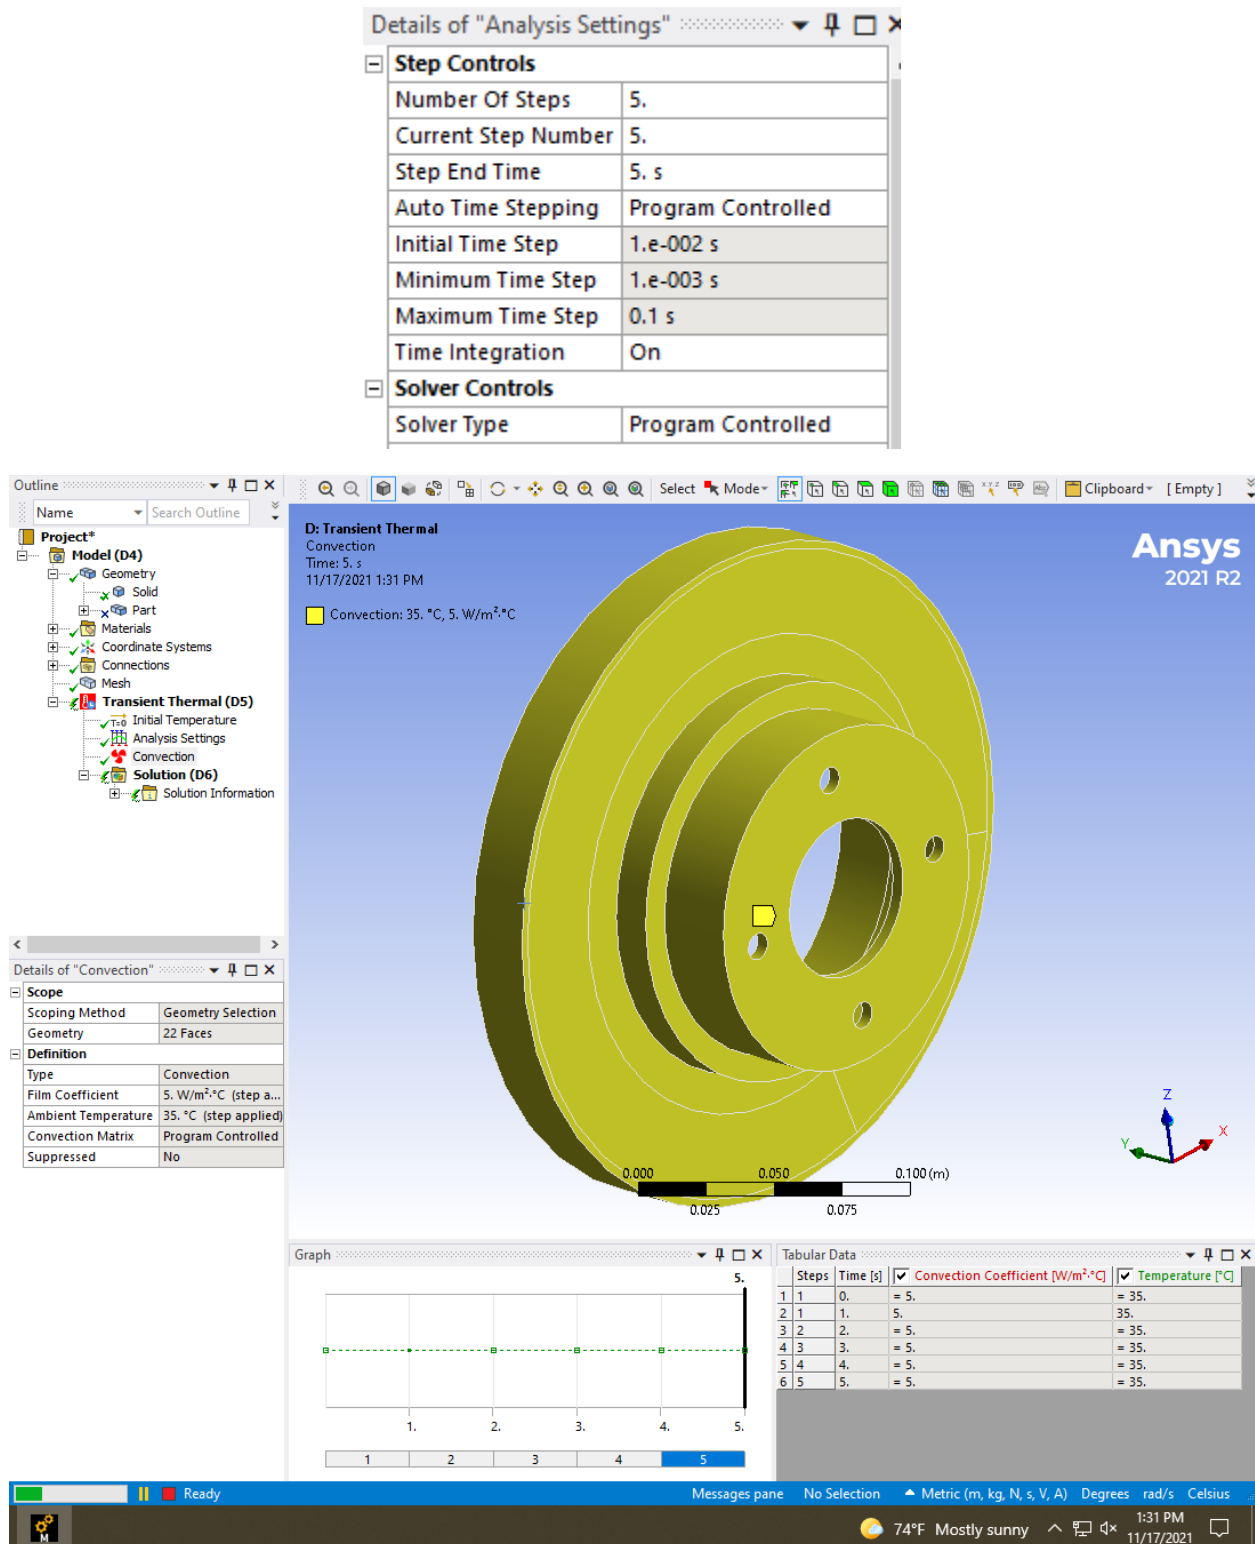 Details of "Analysis Settings"
Step Controls
Number Of Steps 5.
Current Step Number 5.
Step End Time 5. s
Auto Time Stepping Program Controlled
Initial Time Step 1.e-002 s
Minimum Time Step 1.e-003 s
Maximum Time Step 0.1 s
Time Integration On
Solver Controls
Solver Type Program Controlled
Outline
Name Search Outline
Select Mode Clipboard [ Empty ]
Project*
Model (D4)
Geometry
Solid
Part
Materials
Coordinate Systems
Connections
Mesh
Transient Thermal (D5)
Initial Temperature
Analysis Settings
Convection
Solution (D6)
Solution Information
D: Transient Thermal
Convection
Time: 5. s
11/17/2021 1:31 PM
Convection: 35. °C, 5. W/m²·°C
Ansys
2021 R2
Z
X
Y
0.000 0.050 0.100 (m)
0.025 0.075
Details of "Convection"
Scope
Scoping Method Geometry Selection
Geometry 22 Faces
Definition
Type Convection
Film Coefficient 5. W/m²·°C (step a...
Ambient Temperature 35. °C (step applied)
Convection Matrix Program Controlled
Suppressed No
Graph
5.
1. 2. 3. 4. 5.
1 2 3 4 5
Tabular Data
Steps Time [s] Convection Coefficient [W/m²·°C] Temperature [°C]
1 1 0. = 5. = 35.
2 1 1. 5. 35.
3 2 2. = 5. = 35.
4 3 3. = 5. = 35.
5 4 4. = 5. = 35.
6 5 5. = 5. = 35.
Ready Messages pane No Selection Metric (m, kg, N, s, V, A) Degrees rad/s Celsius
M 74°F Mostly sunny 1:31 PM
11/17/2021